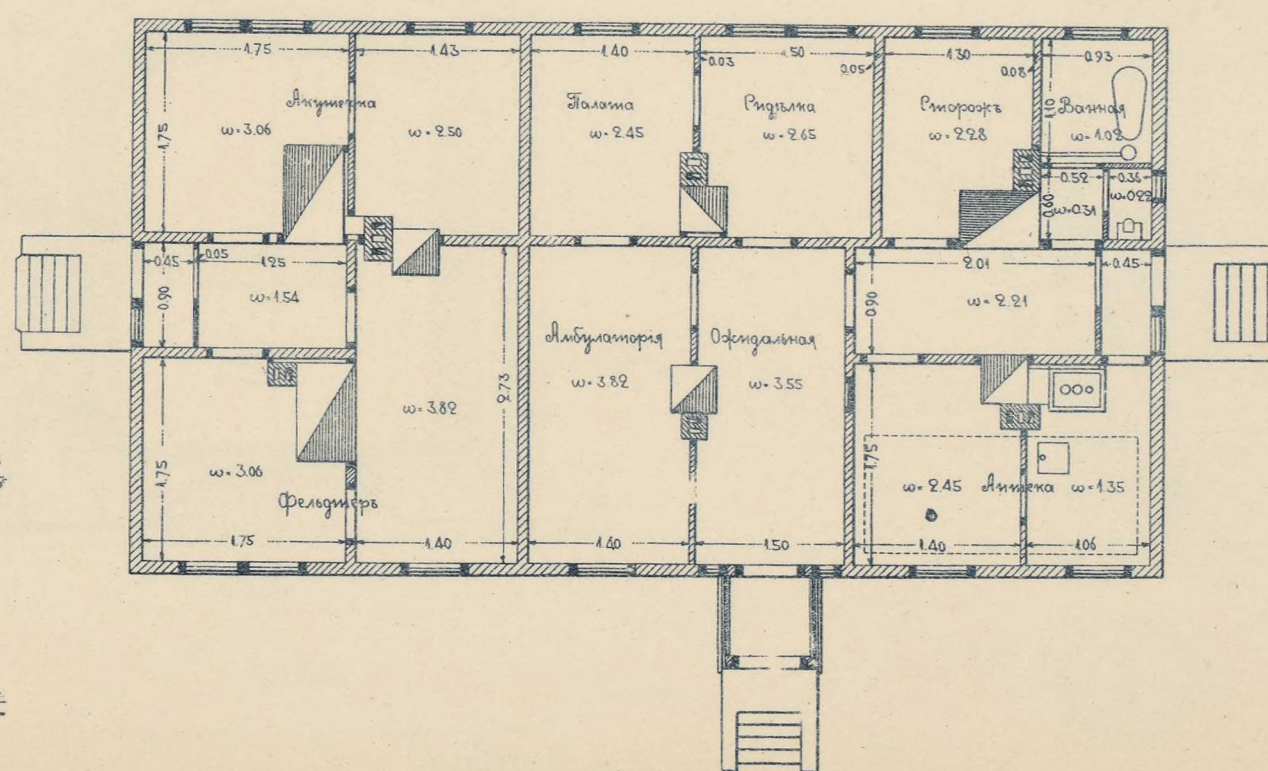 1.75
1.43
1.40
1.50
1.30
0.93
0.03
0.05
0.08
Акушерка
Палата
Сидѣлка
Сторожъ
Ванная
1.75
1.10
ω=3.06
ω=2.50
ω=2.45
ω=2.65
ω=2.28
ω=1.02
0.52
0.36
ω=0.31
ω=0.22
0.60
0.45
0.05
1.25
2.01
0.45
0.90
ω=1.54
0.90
ω=2.21
Амбулаторія
Ожидальная
ω=3.82
2.73
ω=3.82
ω=3.55
1.75
ω=3.06
1.75
ω=2.45
Аптека
ω=1.35
Фельдшеръ
1.75
1.40
1.40
1.50
1.40
1.06